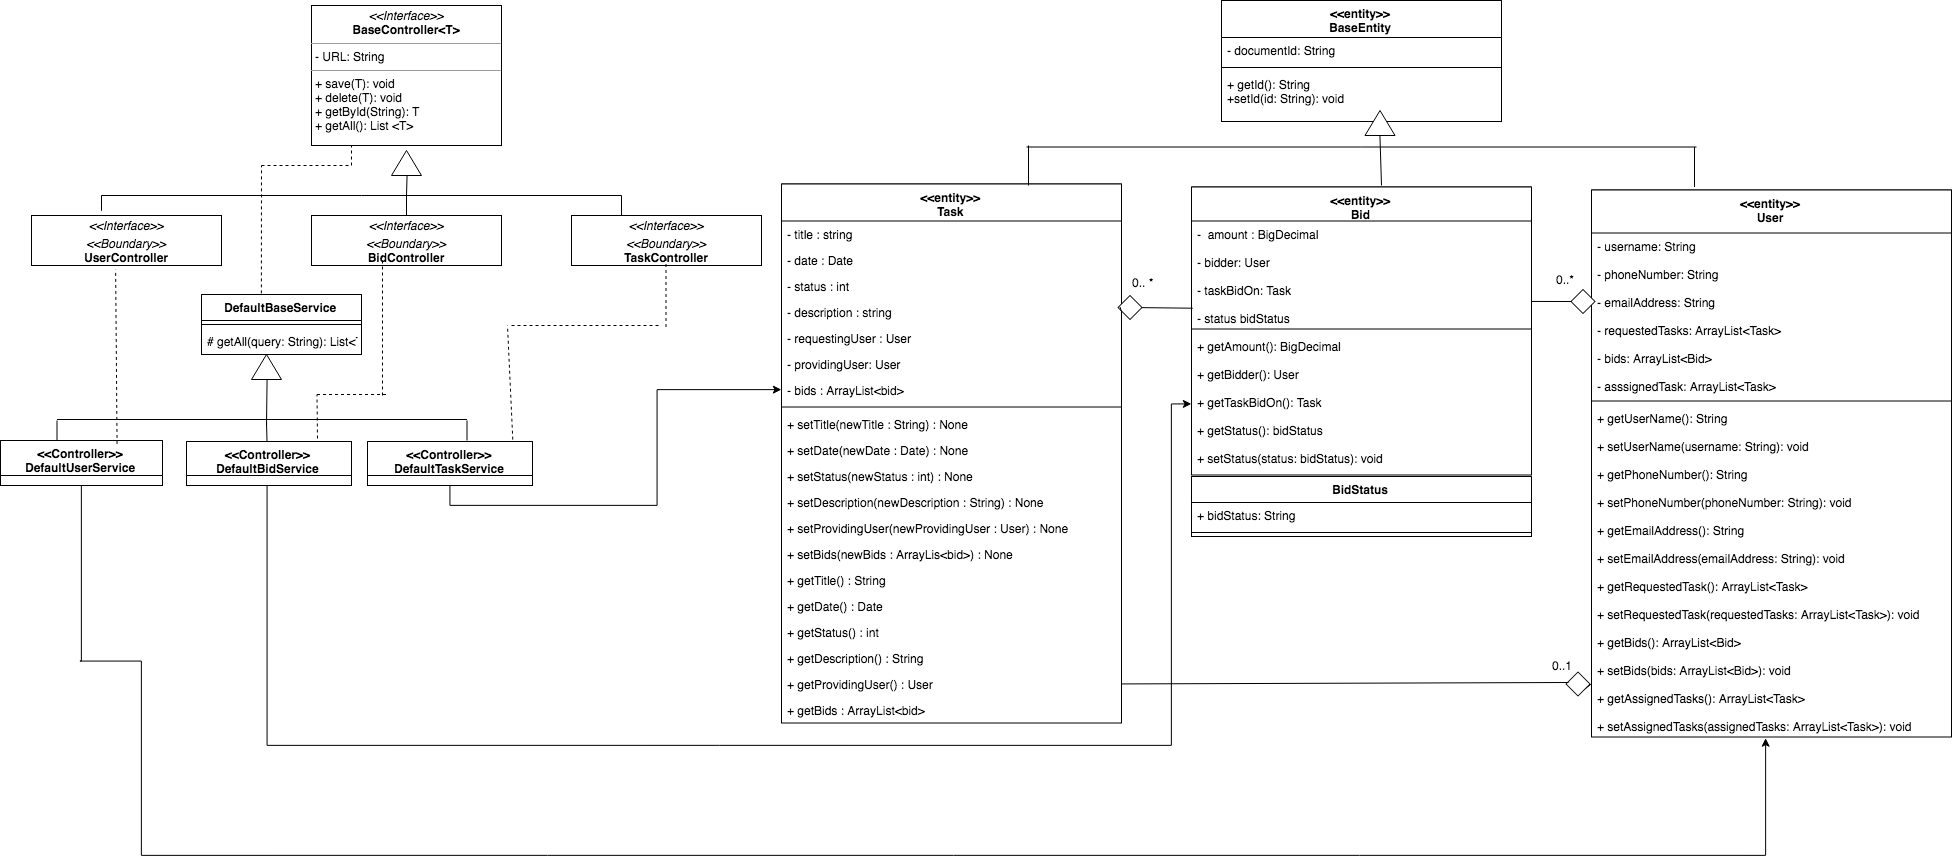 <<Interface>>
BaseController<T>
- URL: String
+ save(T): void
+ delete(T): void
+ getById(String): T
+ getAll(): List <T>
<<Interface>>
<<Boundary>>
UserController
<<Interface>>
<<Boundary>>
BidController
<<Interface>>
<<Boundary>>
TaskController
DefaultBaseService
# getAll(query: String): List<
<<Controller>>
DefaultUserService
<<Controller>>
DefaultBidService
<<Controller>>
DefaultTaskService
<<entity>>
BaseEntity
- documentId: String
+ getId(): String
+setId(id: String): void
<<entity>>
Task
- title : string
- date : Date
- status : int
- description : string
- requestingUser : User
- providingUser: User
- bids : ArrayList<bid>
+ setTitle(newTitle : String) : None
+ setDate(newDate : Date) : None
+ setStatus(newStatus : int) : None
+ setDescription(newDescription : String) : None
+ setProvidingUser(newProvidingUser : User) : None
+ setBids(newBids : ArrayLis<bid>) : None
+ getTitle() : String
+ getDate() : Date
+ getStatus() : int
+ getDescription() : String
+ getProvidingUser() : User
+ getBids : ArrayList<bid>
0.. *
<<entity>>
Bid
- amount : BigDecimal
- bidder: User
- taskBidOn: Task
- status bidStatus
+ getAmount(): BigDecimal
+ getBidder(): User
+ getTaskBidOn(): Task
+ getStatus(): bidStatus
+ setStatus(status: bidStatus): void
BidStatus
+ bidStatus: String
0..*
0..1
<<entity>>
User
- username: String
- phoneNumber: String
- emailAddress: String
- requestedTasks: ArrayList<Task>
- bids: ArrayList<Bid>
- asssignedTask: ArrayList<Task>
+ getUserName(): String
+ setUserName(username: String): void
+ getPhoneNumber(): String
+ setPhoneNumber(phoneNumber: String): void
+ getEmailAddress(): String
+ setEmailAddress(emailAddress: String): void
+ getRequestedTask(): ArrayList<Task>
+ setRequestedTask(requestedTasks: ArrayList<Task>): void
+ getBids(): ArrayList<Bid>
+ setBids(bids: ArrayList<Bid>): void
+ getAssignedTasks(): ArrayList<Task>
+ setAssignedTasks(assignedTasks: ArrayList<Task>): void